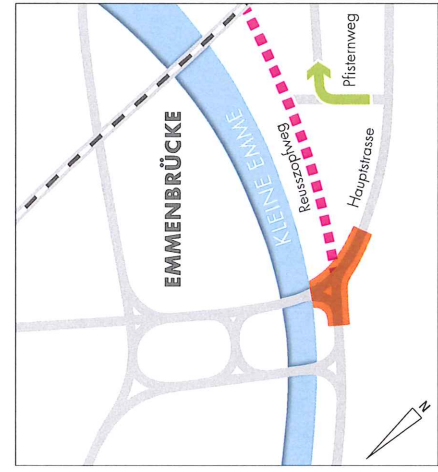 EMMENBRÜCKE
KLEINE EMME
Reusszopfweg
Hauptstrasse
Pfisternweg
N